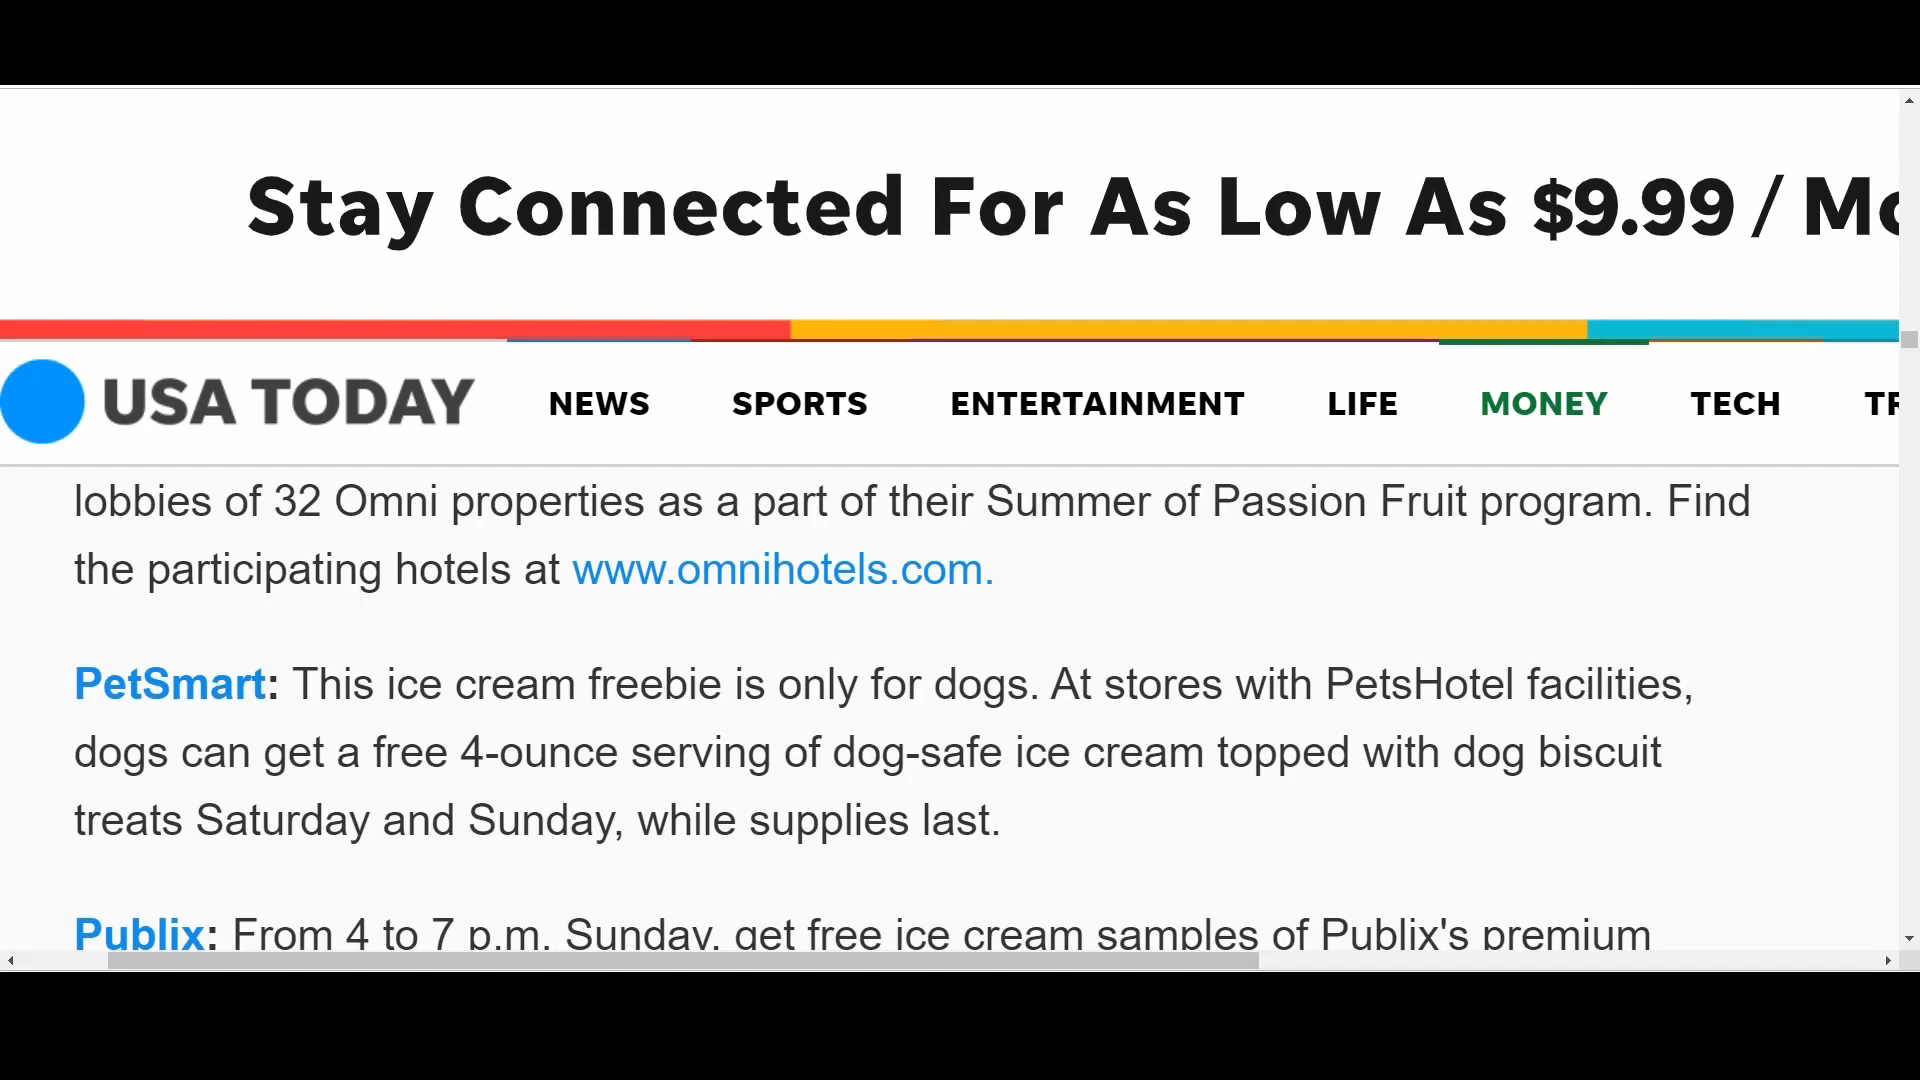 Stay Connected For As Low As $9.99 / Mo
USA TODAY NEWS SPORTS ENTERTAINMENT LIFE MONEY TECH TR
lobbies of 32 Omni properties as a part of their Summer of Passion Fruit program. Find
the participating hotels at www.omnihotels.com.
PetSmart: This ice cream freebie is only for dogs. At stores with PetsHotel facilities,
dogs can get a free 4-ounce serving of dog-safe ice cream topped with dog biscuit
treats Saturday and Sunday, while supplies last.
Publix: From 4 to 7 p.m. Sunday, get free ice cream samples of Publix's premium